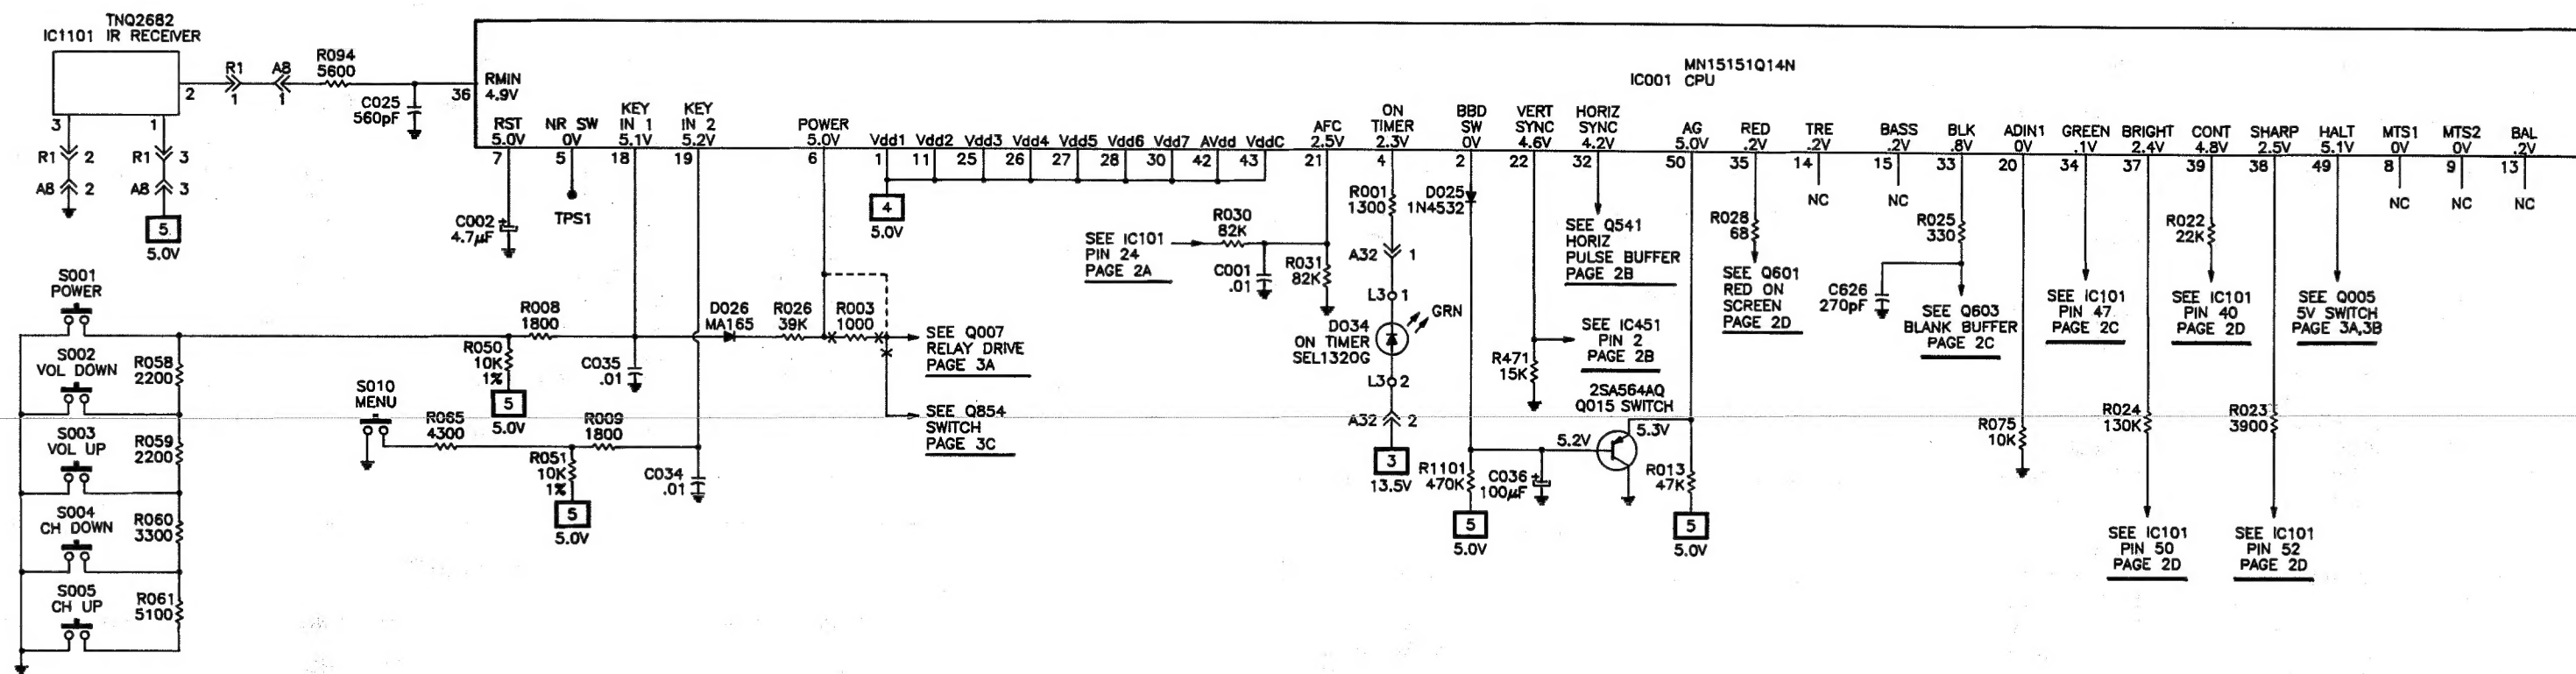 TNQ2682
IC1101 IR RECEIVER
R1
1
A8
1
R094
5600
2
3
1
R1 2
R1 3
A8 2
A8 3
5
5.0V
C025
560pF
36
RMIN
4.9V
MN15151Q14N
IC001 CPU
RST
5.0V
7
NR SW
0V
5
KEY
IN 1
5.1V
18
KEY
IN 2
5.2V
19
POWER
5.0V
6
Vdd1
1
Vdd2
11
Vdd3
25
Vdd4
26
Vdd5
27
Vdd6
28
Vdd7
30
AVdd
42
VddC
43
AFC
2.5V
21
ON
TIMER
2.3V
4
BBD
SW
0V
2
VERT
SYNC
4.6V
22
HORIZ
SYNC
4.2V
32
AG
5.0V
50
RED
.2V
35
TRE
.2V
14
BASS
.2V
15
BLK
.8V
33
ADIN1
0V
20
GREEN
.1V
34
BRIGHT
2.4V
37
CONT
4.8V
39
SHARP
2.5V
38
HALT
5.1V
49
MTS1
0V
8
MTS2
0V
9
BAL
.2V
13
C002
4.7µF
+
TPS1
4
5.0V
SEE IC101
PIN 24
PAGE 2A
R030
82K
C001
.01
R031
82K
R001
1300
A32 1
L3 1
GRN
D034
ON TIMER
SEL1320G
L3 2
A32 2
3
13.5V
D025
1N4532
SEE Q541
HORIZ
PULSE BUFFER
PAGE 2B
SEE IC451
PIN 2
PAGE 2B
R471
15K
2SA564AQ
Q015 SWITCH
5.2V
5.3V
R1101
470K
C036
100µF
+
R013
47K
5
5.0V
5
5.0V
R028
68
SEE Q601
RED ON
SCREEN
PAGE 2D
NC
NC
R025
330
C626
270pF
SEE Q603
BLANK BUFFER
PAGE 2C
R075
10K
SEE IC101
PIN 47
PAGE 2C
R022
22K
SEE IC101
PIN 40
PAGE 2D
SEE Q005
5V SWITCH
PAGE 3A,3B
NC
NC
NC
R024
130K
R023
3900
SEE IC101
PIN 50
PAGE 2D
SEE IC101
PIN 52
PAGE 2D
S001
POWER
S002
VOL DOWN
R058
2200
S003
VOL UP
R059
2200
S004
CH DOWN
R060
3300
S005
CH UP
R061
5100
R008
1800
R050
10K
1%
5
5.0V
C035
.01
D026
MA165
R026
39K
R003
1000
SEE Q007
RELAY DRIVE
PAGE 3A
SEE Q854
SWITCH
PAGE 3C
S010
MENU
R065
4300
R009
1800
R051
10K
1%
5
5.0V
C034
.01